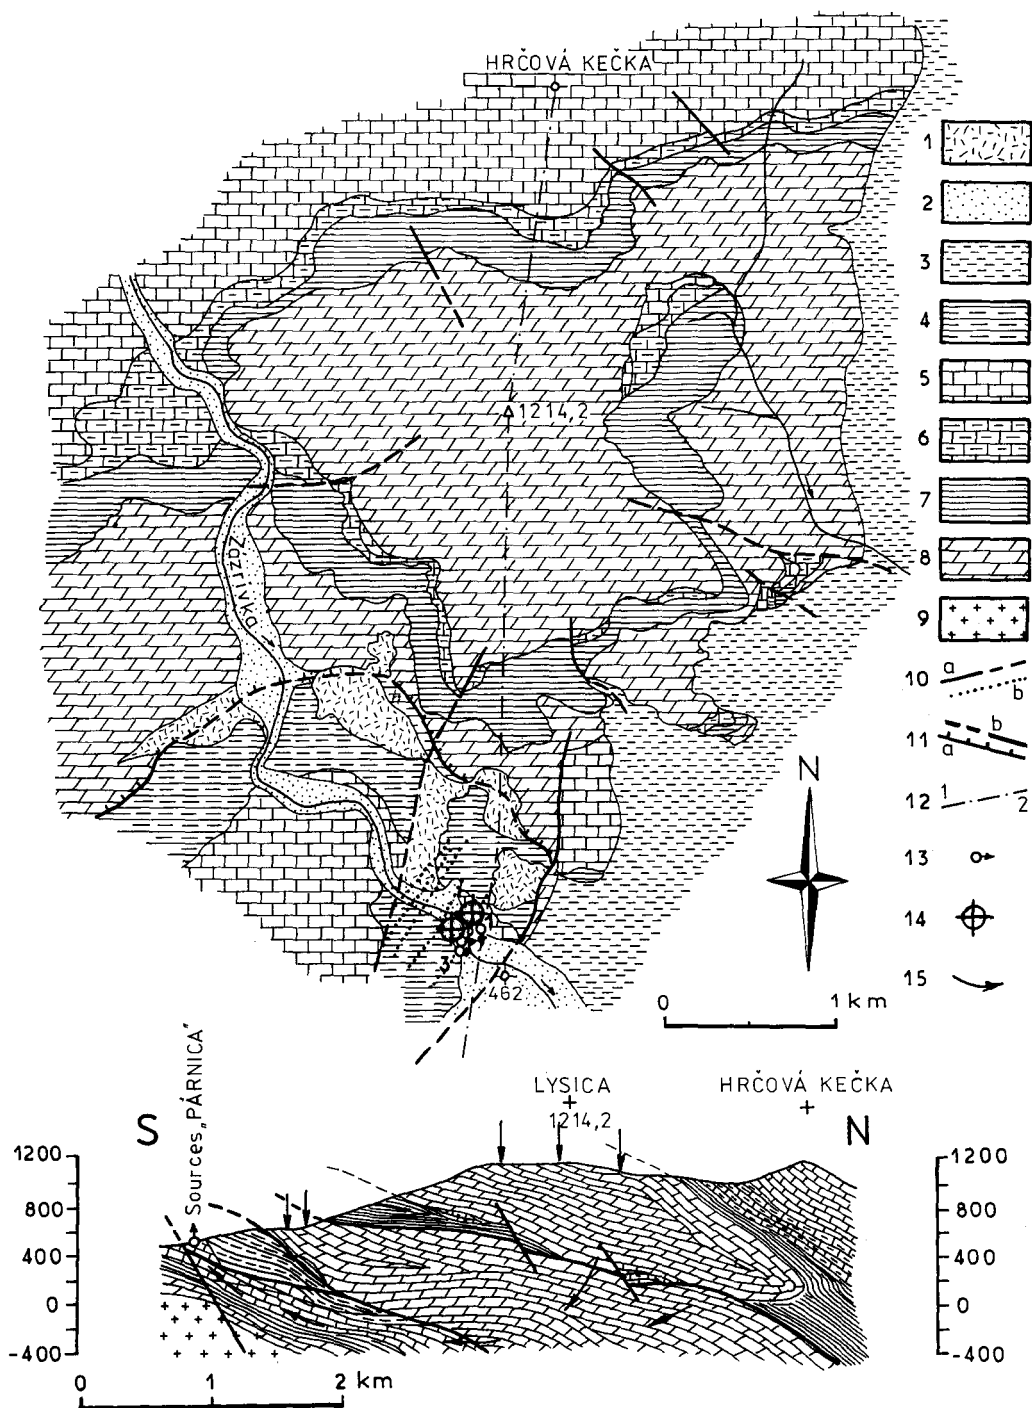 HRČOVÁ KEČKA
1
2
3
4
5
6
7
8
9
10 a b
11 a b
12 1 2
13
14
15
1214,2
ZÁZRIVKA
3
462
N
0 1 km
Sources „PÁRNICA"
LYSICA
1214,2
HRČOVÁ KEČKA
S
N
1200
800
400
0
-400
1200
800
400
0
-400
0 1 2 km